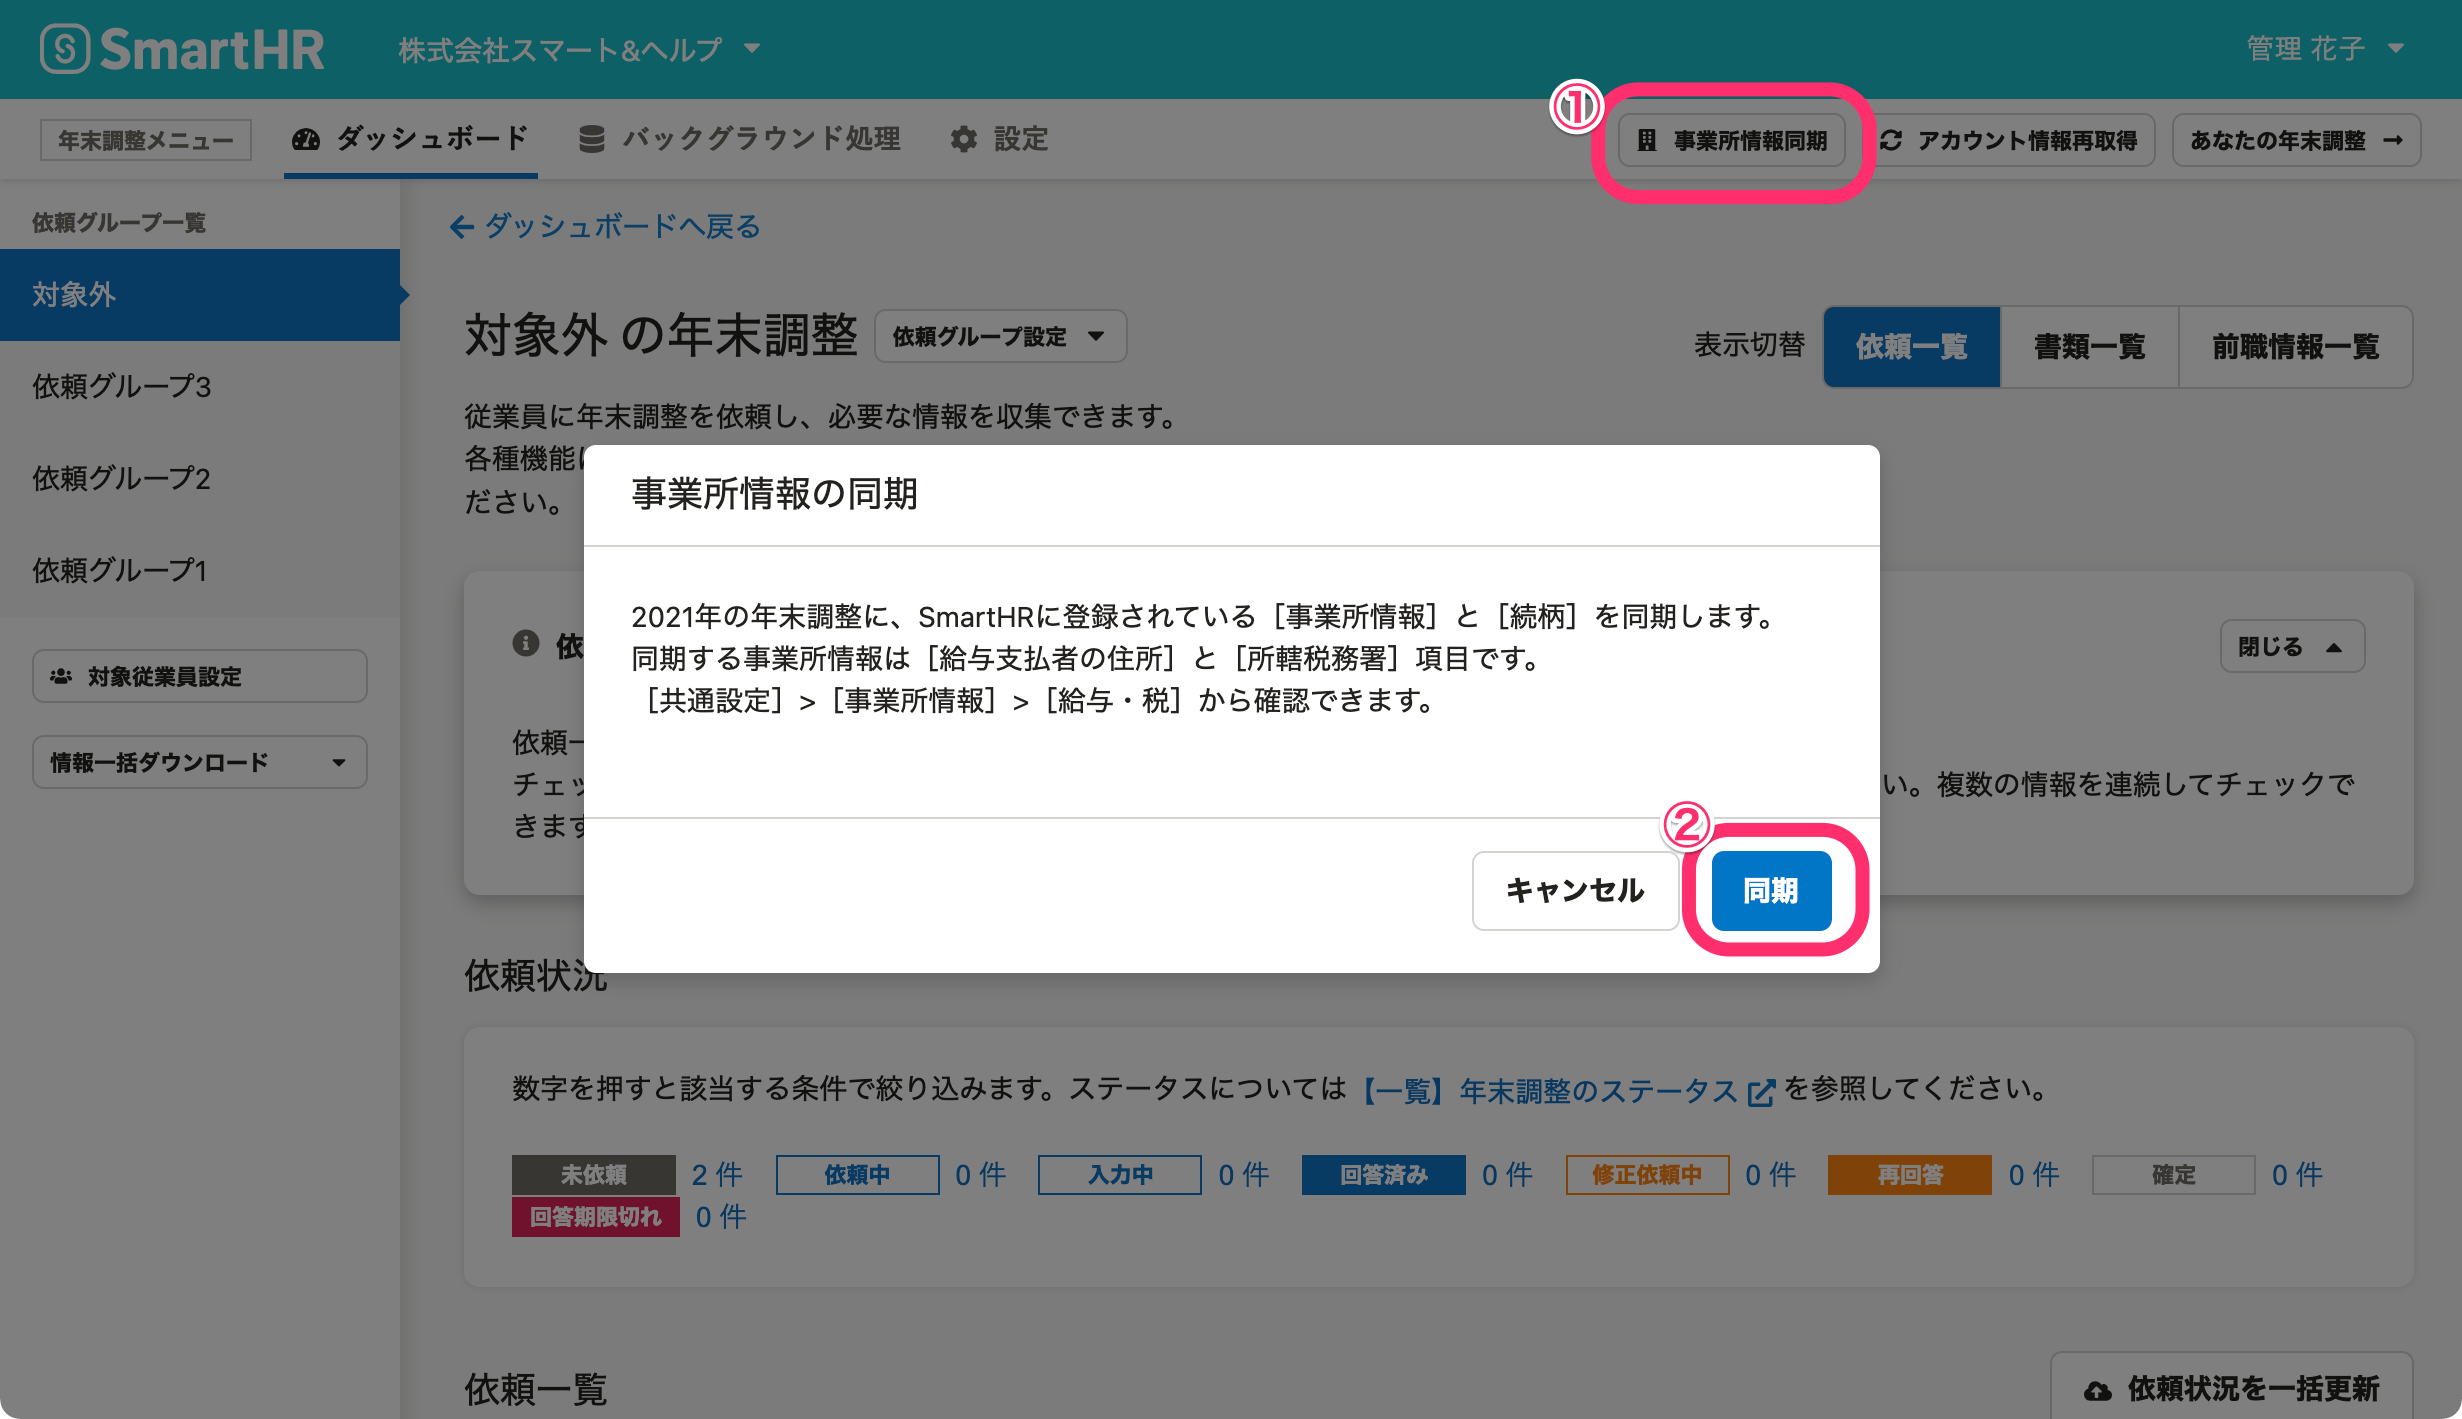 SmartHR 株式会社スマート&ヘルプ 管理 花子
①
年末調整メニュー ダッシュボード バックグラウンド処理 設定 事業所情報同期 アカウント情報再取得 あなたの年末調整 →
依頼グループ一覧
対象外
依頼グループ3
依頼グループ2
依頼グループ1
対象従業員設定
情報一括ダウンロード
← ダッシュボードへ戻る
対象外 の年末調整 依頼グループ設定 表示切替 依頼一覧 書類一覧 前職情報一覧
従業員に年末調整を依頼し、必要な情報を収集できます。
各種機能
ださい。
依 閉じる
依頼一
チェッ い。複数の情報を連続してチェックで
きます
事業所情報の同期
2021年の年末調整に、SmartHRに登録されている［事業所情報］と［続柄］を同期します。
同期する事業所情報は［給与支払者の住所］と［所轄税務署］項目です。
［共通設定］>［事業所情報］>［給与・税］から確認できます。
②
キャンセル 同期
依頼状況
数字を押すと該当する条件で絞り込みます。ステータスについては【一覧】年末調整のステータス を参照してください。
未依頼 2 件 依頼中 0 件 入力中 0 件 回答済み 0 件 修正依頼中 0 件 再回答 0 件 確定 0 件
回答期限切れ 0 件
依頼一覧 依頼状況を一括更新